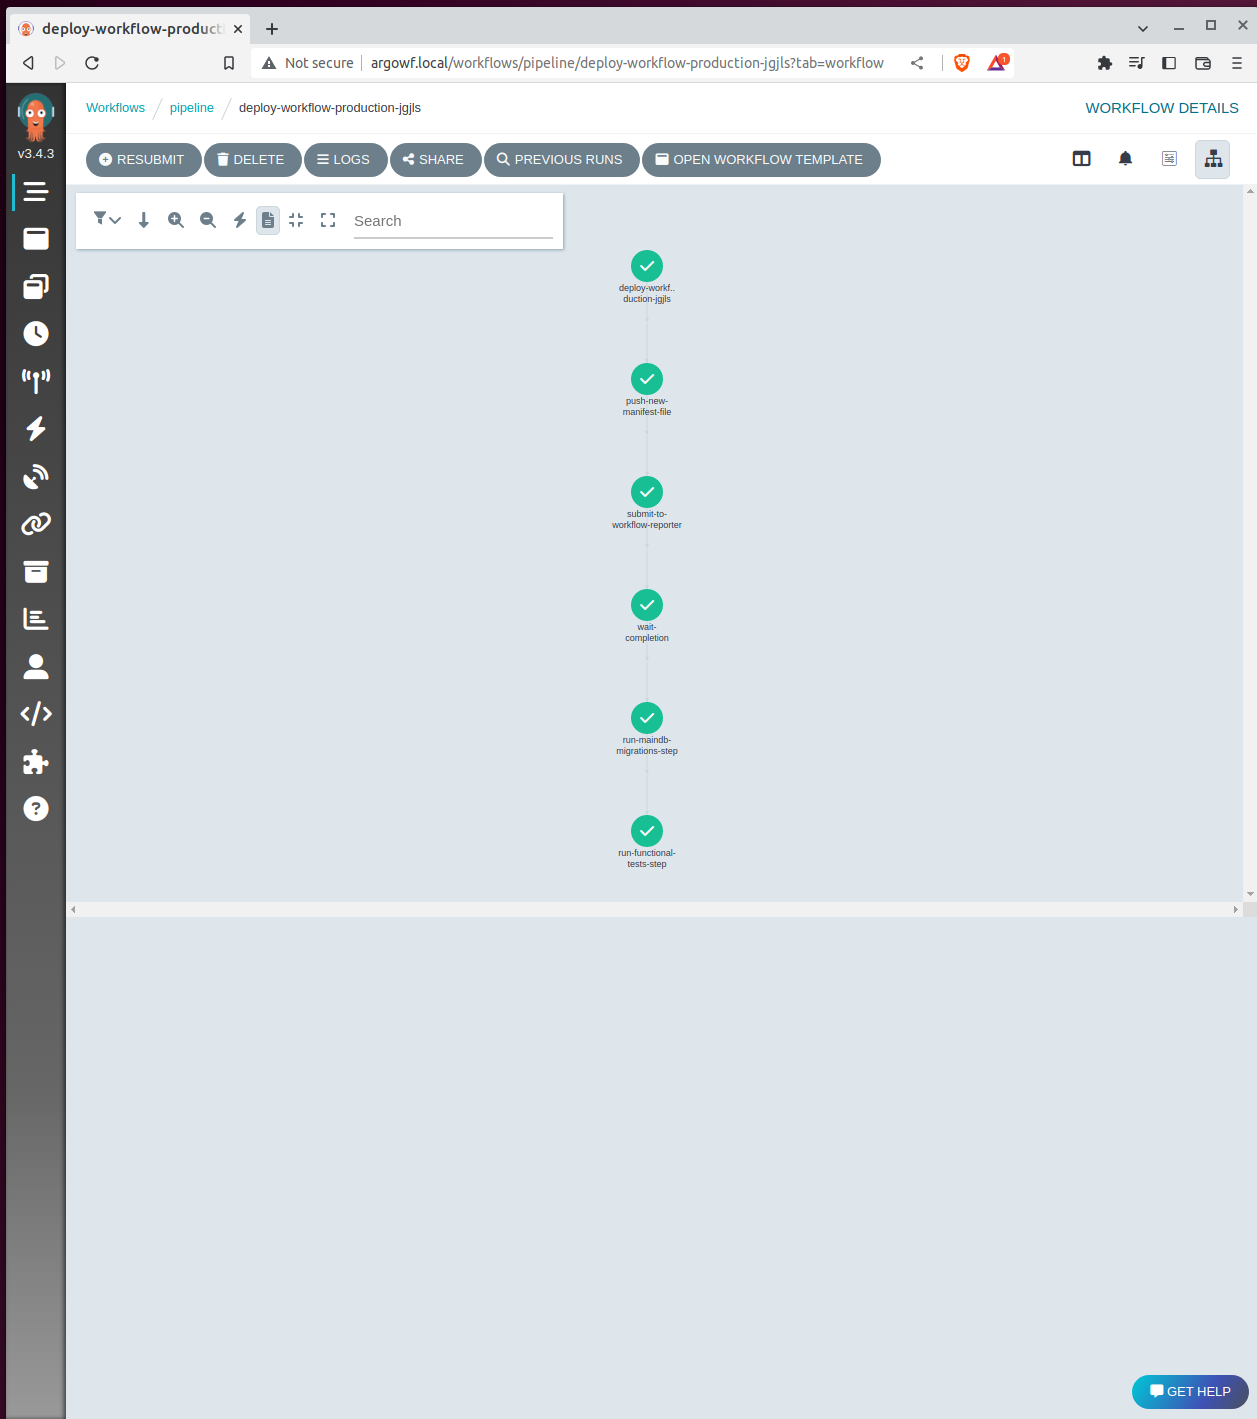 deploy-workflow-product
Not secure
argowf.local/workflows/pipeline/deploy-workflow-production-jgjls?tab=workflow
1
v3.4.3
Workflows
pipeline
deploy-workflow-production-jgjls
WORKFLOW DETAILS
RESUBMIT
DELETE
LOGS
SHARE
PREVIOUS RUNS
OPEN WORKFLOW TEMPLATE
Search
deploy-workf..
duction-jgjls
push-new-
manifest-file
submit-to-
workflow-reporter
wait-
completion
run-maindb-
migrations-step
run-functional-
tests-step
GET HELP